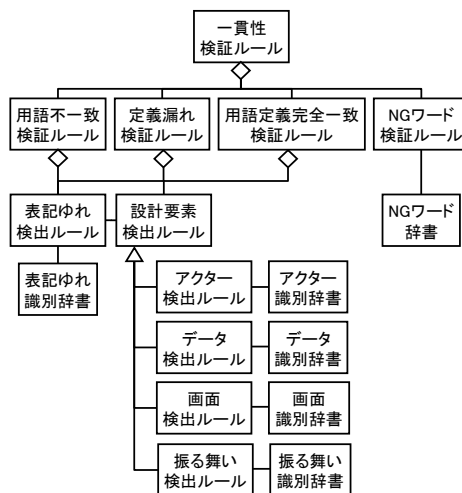 一貫性
検証ルール
用語不一致
検証ルール
定義漏れ
検証ルール
用語定義完全一致
検証ルール
NGワード
検証ルール
表記ゆれ
検出ルール
設計要素
検出ルール
NGワード
辞書
表記ゆれ
識別辞書
アクター
検出ルール
アクター
識別辞書
データ
検出ルール
データ
識別辞書
画面
検出ルール
画面
識別辞書
振る舞い
検出ルール
振る舞い
識別辞書